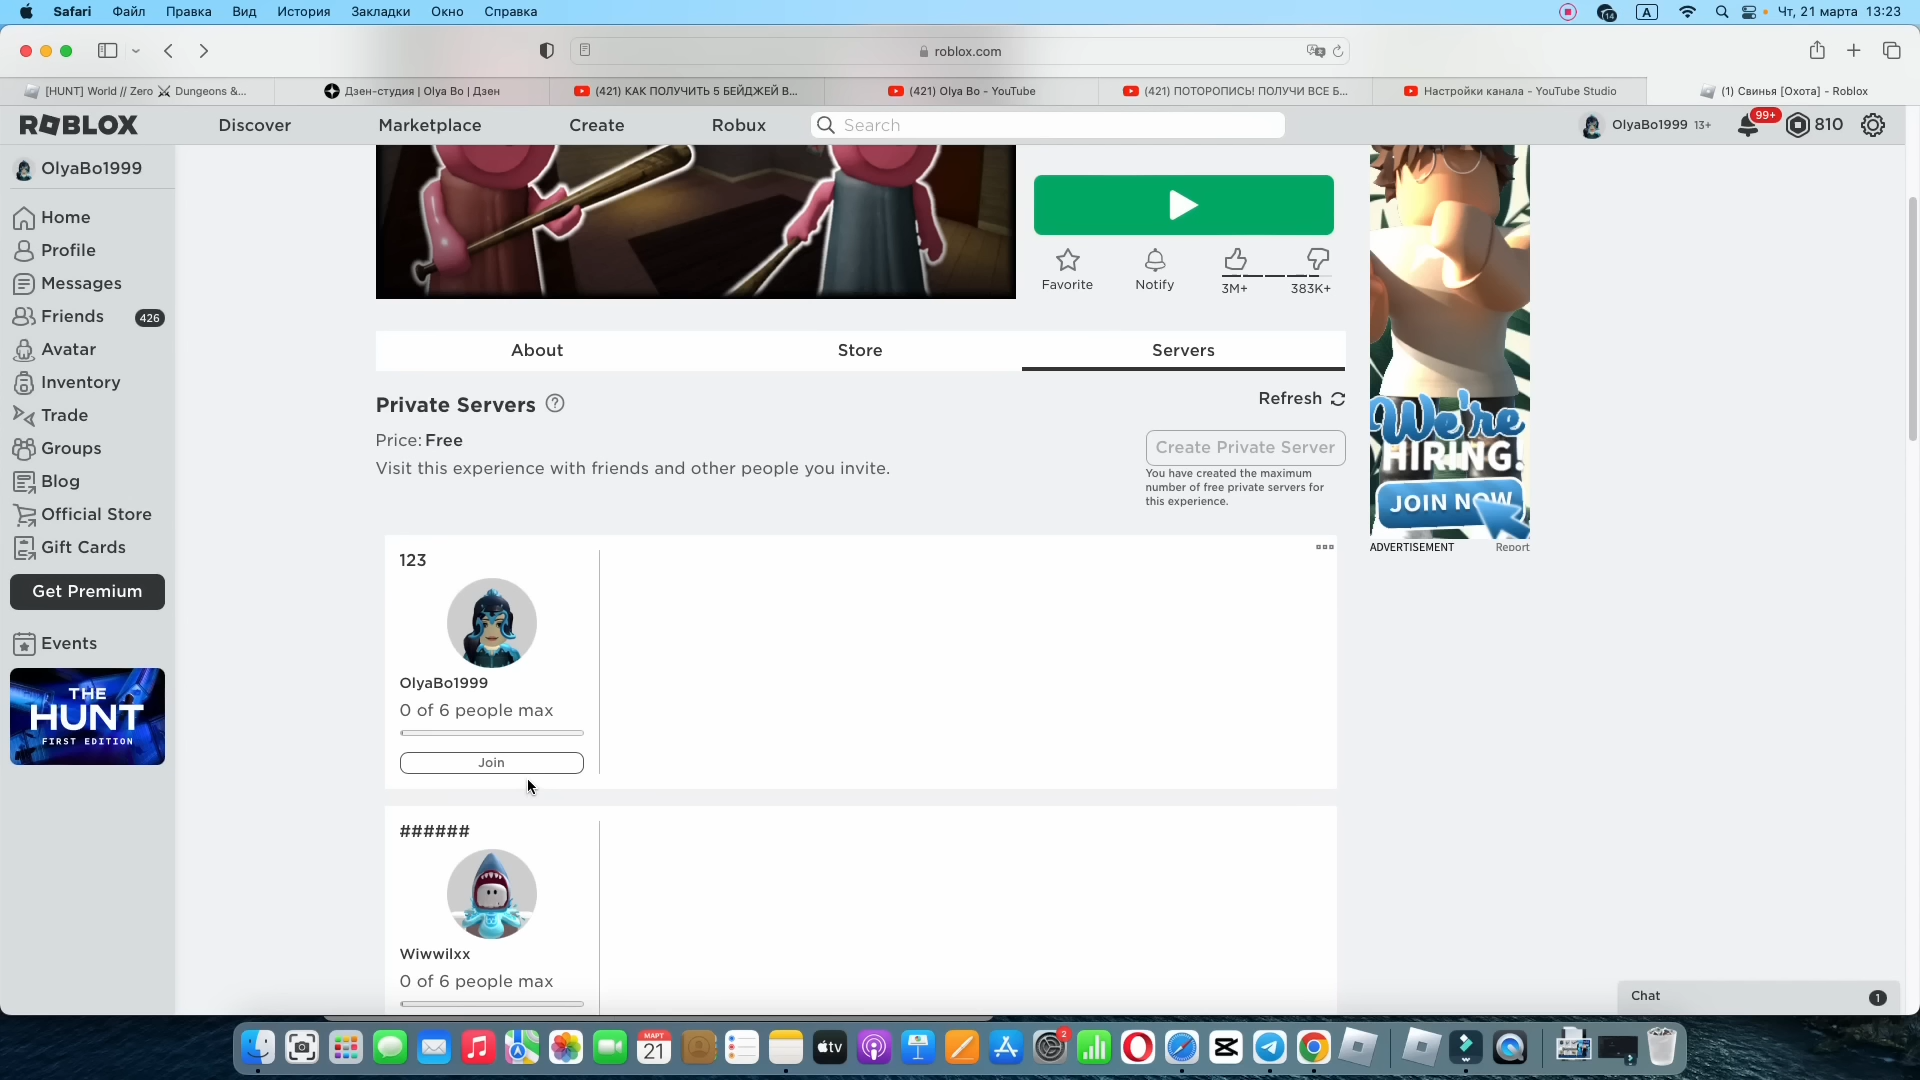 Safari Файл Правка Вид История Закладки Окно Справка
14 A Чт, 21 марта 13:23
roblox.com
[HUNT] World // Zero ⚔ Dungeons &...
Дзен-студия | Olya Bo | Дзен
(421) КАК ПОЛУЧИТЬ 5 БЕЙДЖЕЙ В...
(421) Olya Bo - YouTube
(421) ПОТОРОПИСЬ! ПОЛУЧИ ВСЕ Б...
Настройки канала - YouTube Studio
(1) Свинья [Охота] - Roblox
ROBLOX Discover Marketplace Create Robux Search OlyaBo1999 13+ 99+ 810
OlyaBo1999
Home
Profile
Messages
Friends 426
Avatar
Inventory
Trade
Groups
Blog
Official Store
Gift Cards
Get Premium
Events
THE
HUNT
FIRST EDITION
Favorite Notify 3M+ 383K+
About Store Servers
Private Servers Refresh
Price: Free
Visit this experience with friends and other people you invite.
Create Private Server
You have created the maximum
number of free private servers for
this experience.
123
OlyaBo1999
0 of 6 people max
Join
######
Wiwwilxx
0 of 6 people max
We're
HIRING!
JOIN NOW
ADVERTISEMENT Report
Chat 1
МАРТ
21
tv
2